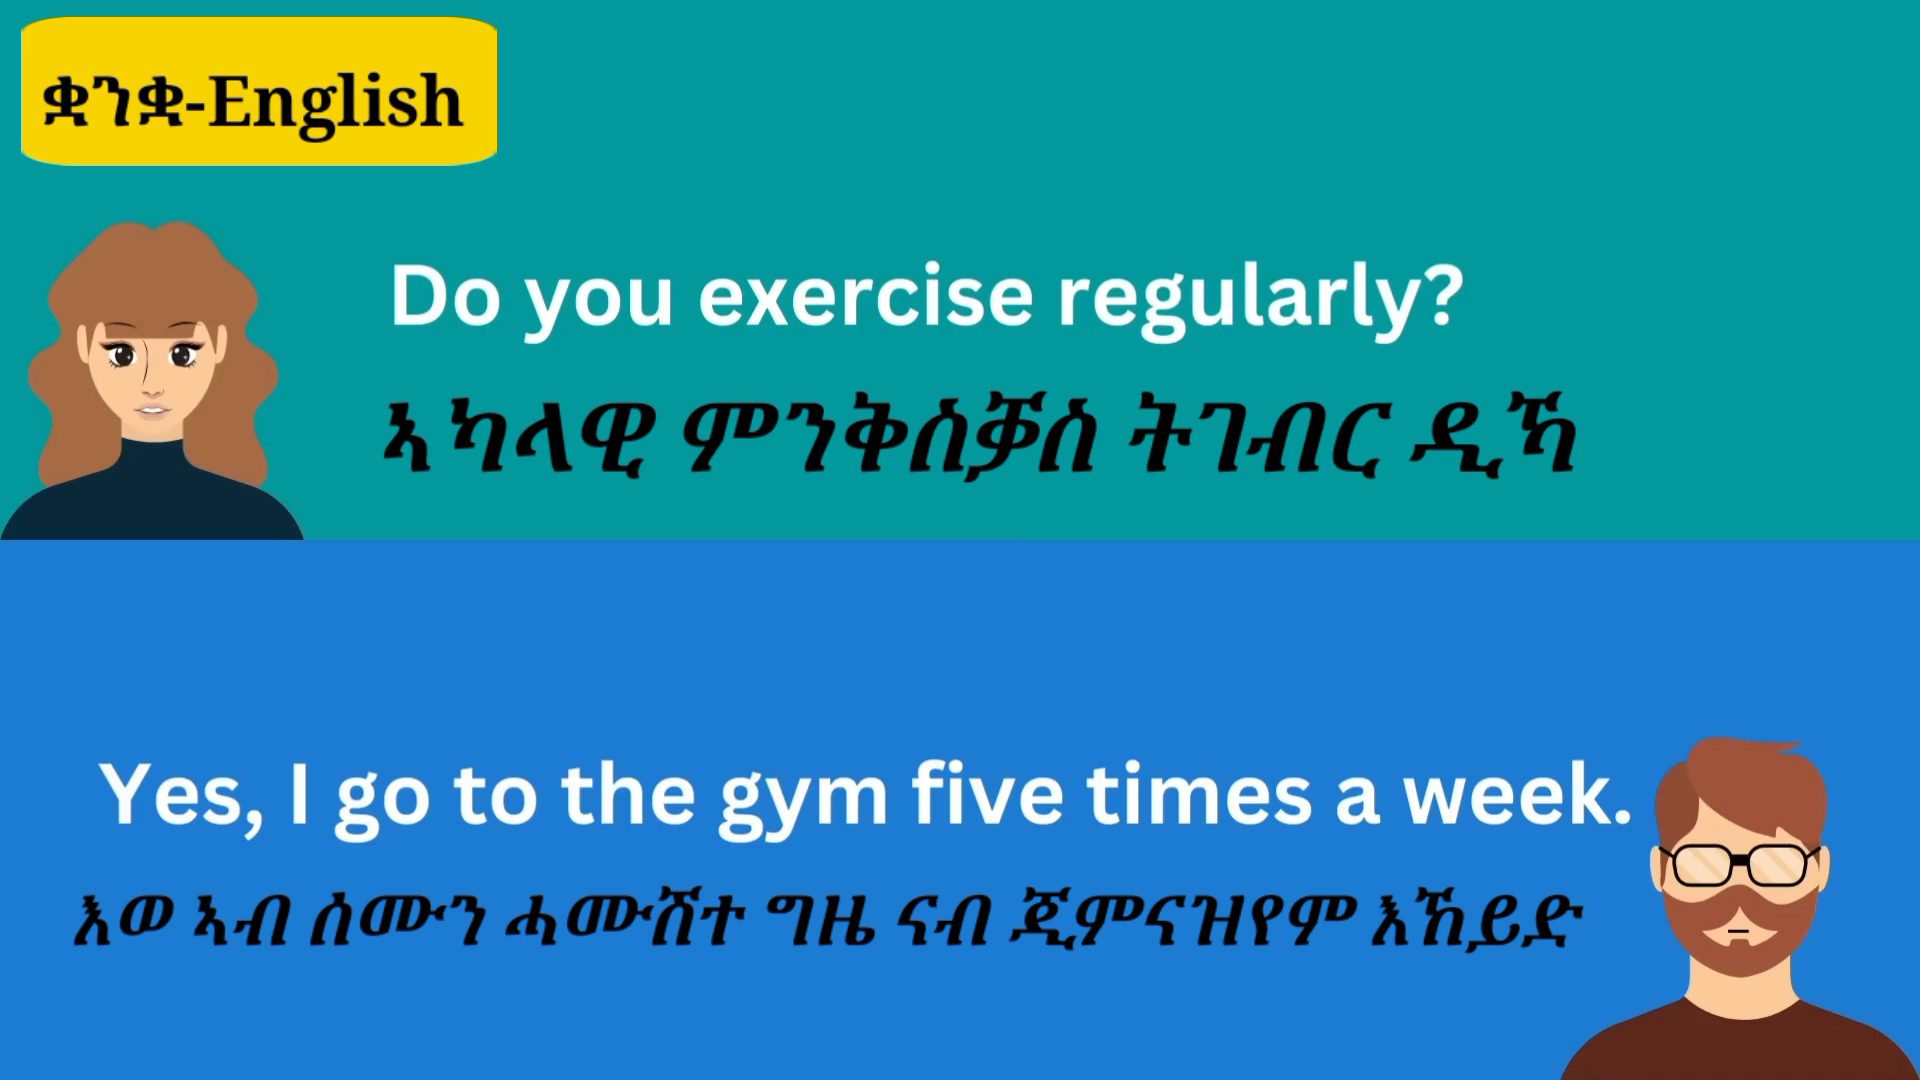 ቋንቋ-English
Do you exercise regularly?
ኣካላዊ ምንቅስቓስ ትገብር ዲኻ
Yes, I go to the gym five times a week.
እወ ኣብ ሰሙን ሓሙሽተ ግዜ ናብ ጂምናዝየም እኸይድ